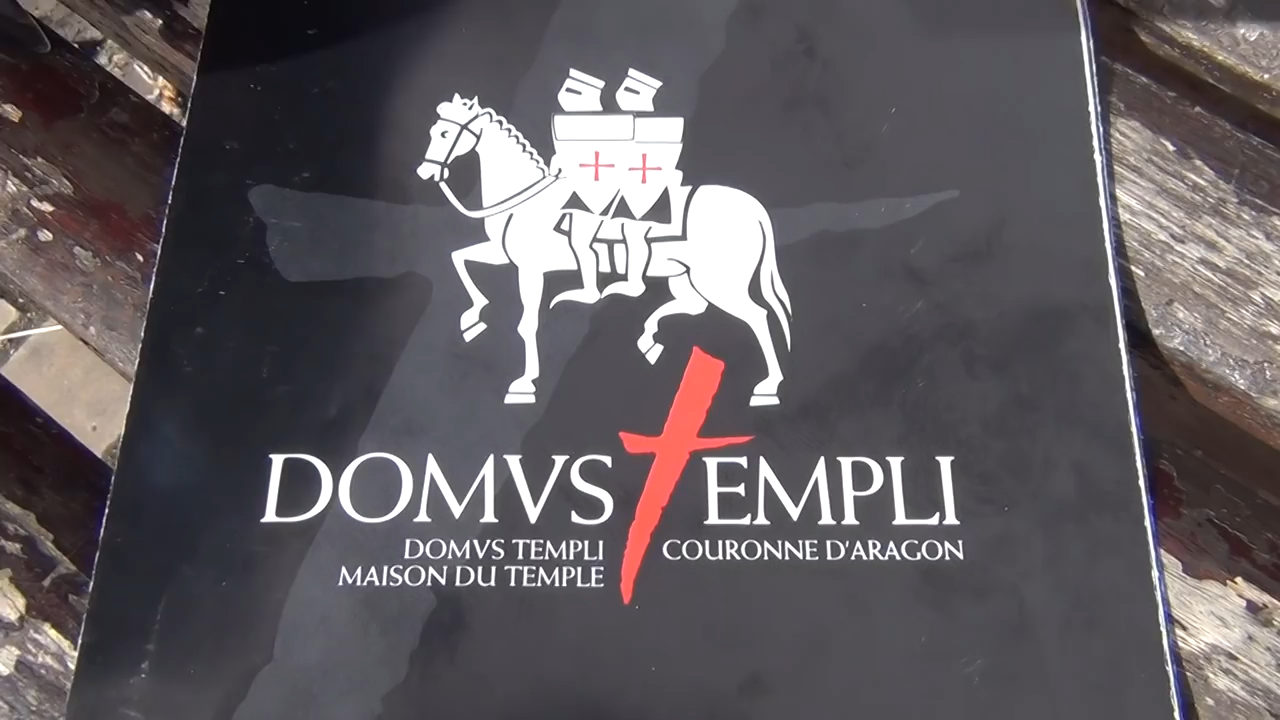 DOMVS TEMPLI
DOMVS TEMPLI
MAISON DU TEMPLE
COURONNE D'ARAGON